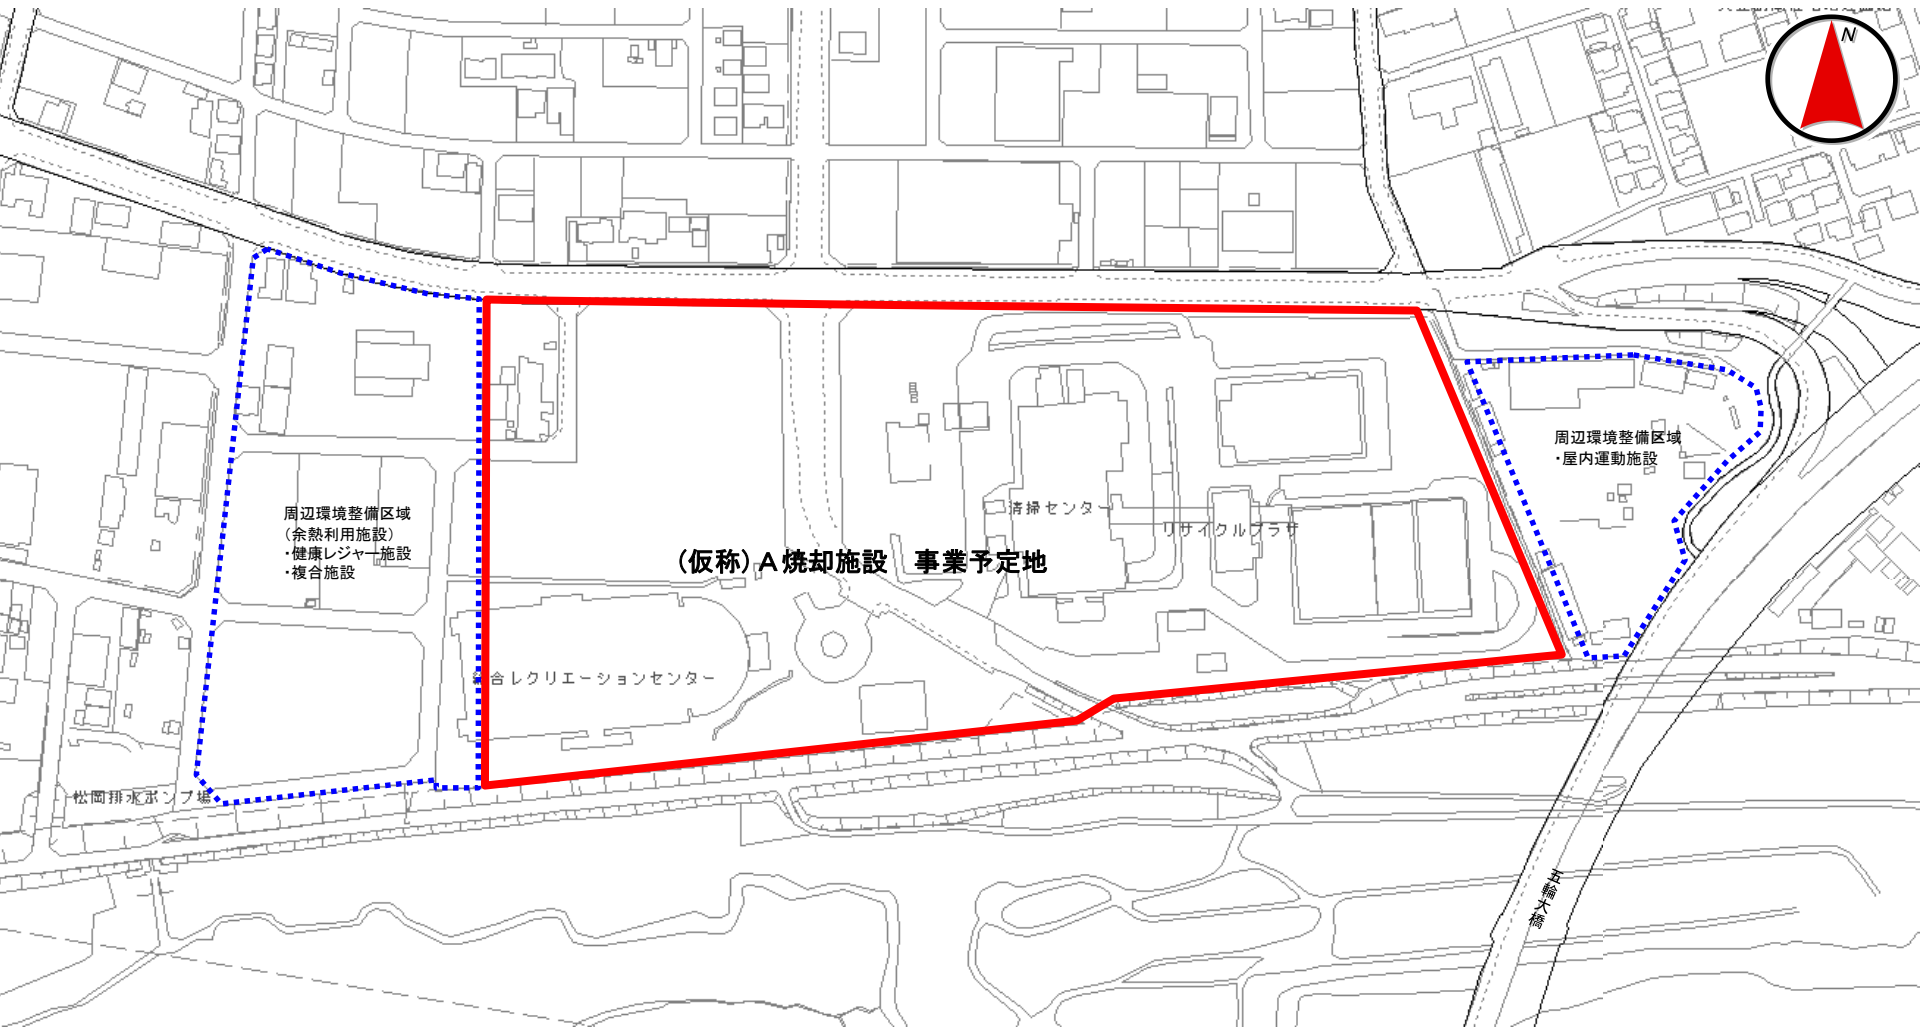 N
周辺環境整備区域
・屋内運動施設
清掃センター
リサイクルプラザ
周辺環境整備区域
（余熱利用施設）
・健康レジャー施設
・複合施設
（仮称）Ａ焼却施設　事業予定地
総合レクリエーションセンター
松岡排水ポンプ場
五輪大橋